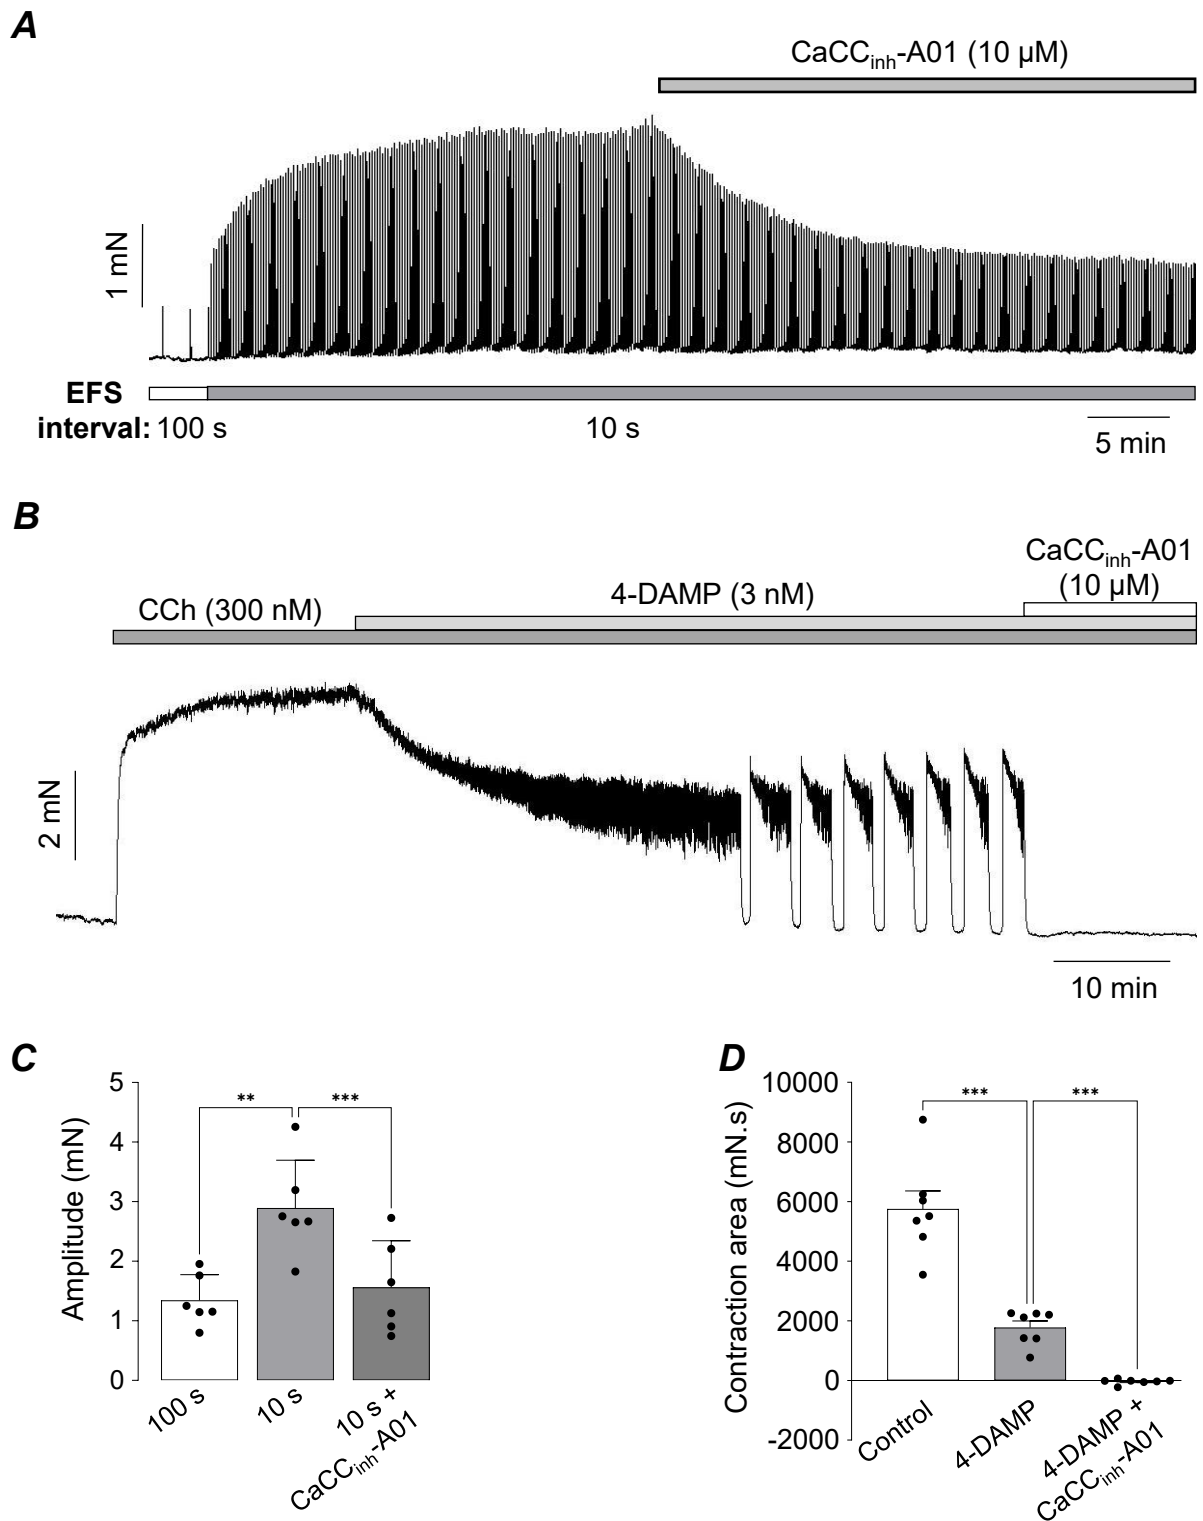 A
CaCCinh-A01 (10 µM)
1 mN
EFS
interval: 100 s
10 s
5 min
B
CaCCinh-A01
(10 µM)
4-DAMP (3 nM)
CCh (300 nM)
2 mN
10 min
C
Amplitude (mN)
5
4
3
2
1
0
**
***
100 s
10 s
10 s +
CaCCinh-A01
D
Contraction area (mN.s)
10000
8000
6000
4000
2000
0
-2000
***
***
Control
4-DAMP
4-DAMP +
CaCCinh-A01